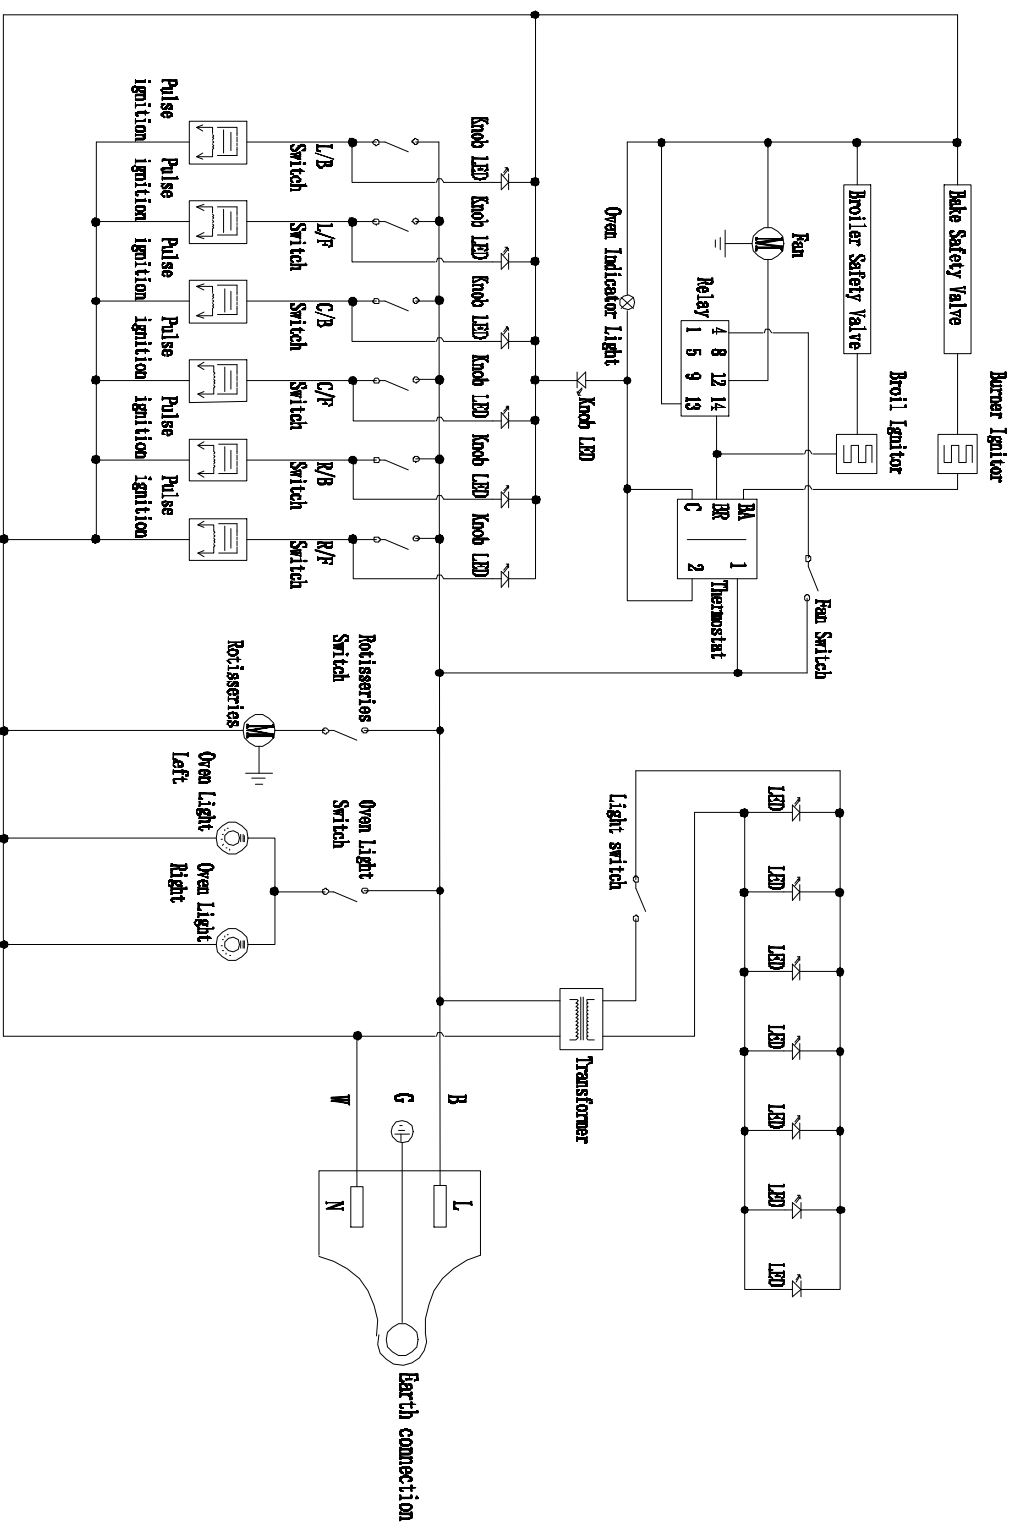 Burner Ignitor
Bake Safety Valve
Broil Ignitor
Broiler Safety Valve
Fan Switch
Fan
LED
LED
LED
LED
LED
LED
LED
Relay
4 8 12 14
1 5 9 13
BA 1
BR
C 2
Thermostat
Oven Indicator Light
Light switch
Knob LED
Transformer
Knob LED
Knob LED
Knob LED
Knob LED
Knob LED
Knob LED
B
L
G
Earth connection
W
N
Rotisseries
Switch
Oven Light
Switch
L/B
Switch
L/F
Switch
C/B
Switch
C/F
Switch
R/B
Switch
R/F
Switch
M
M
Rotisseries
Oven Light
Left
Oven Light
Right
Pulse
ignition
Pulse
ignition
Pulse
ignition
Pulse
ignition
Pulse
ignition
Pulse
ignition